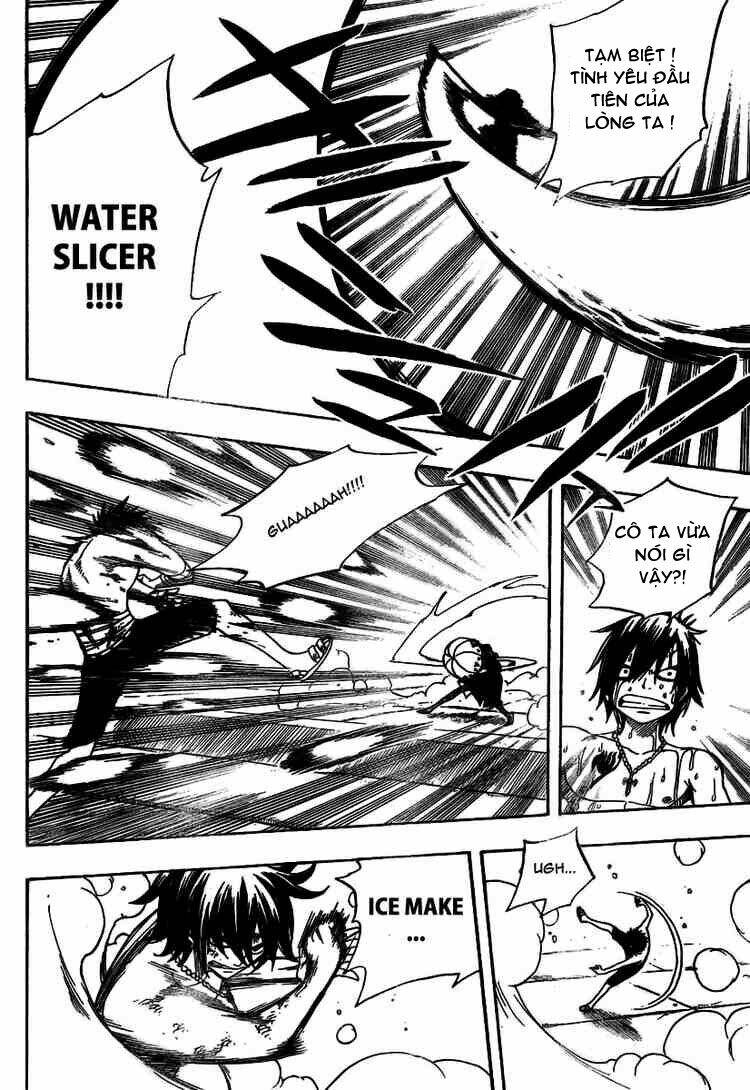 TẠM BIỆT !
TÌNH YÊU ĐẦU
TIÊN CỦA
LÒNG TA !
WATER
SLICER
!!!!
CÔ TA VỪA
NỐI GÌ
VẬY?!
GUAAAAAAH!!!!
UGH...
ICE MAKE
...